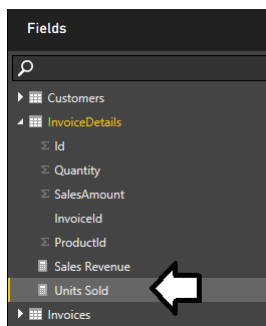 Fields
Customers
InvoiceDetails
Id
Quantity
SalesAmount
InvoiceId
ProductId
Sales Revenue
Units Sold
Invoices